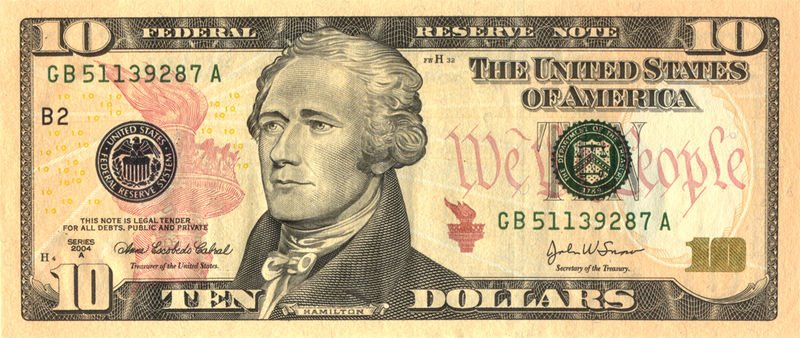 10 FEDERAL RESERVE NOTE 10
GB 51139287 A
FW H 32
THE UNITED STATES
OF AMERICA
B2
UNITED STATES
FEDERAL RESERVE SYSTEM
We The People
TEN
THE DEPARTMENT OF THE TREASURY
1789
GB 51139287 A
THIS NOTE IS LEGAL TENDER
FOR ALL DEBTS, PUBLIC AND PRIVATE
SERIES
2004
A
Anna Escobedo Cabral
Treasurer of the United States.
John W Snow
Secretary of the Treasury.
H 4
10
10 TEN DOLLARS
HAMILTON